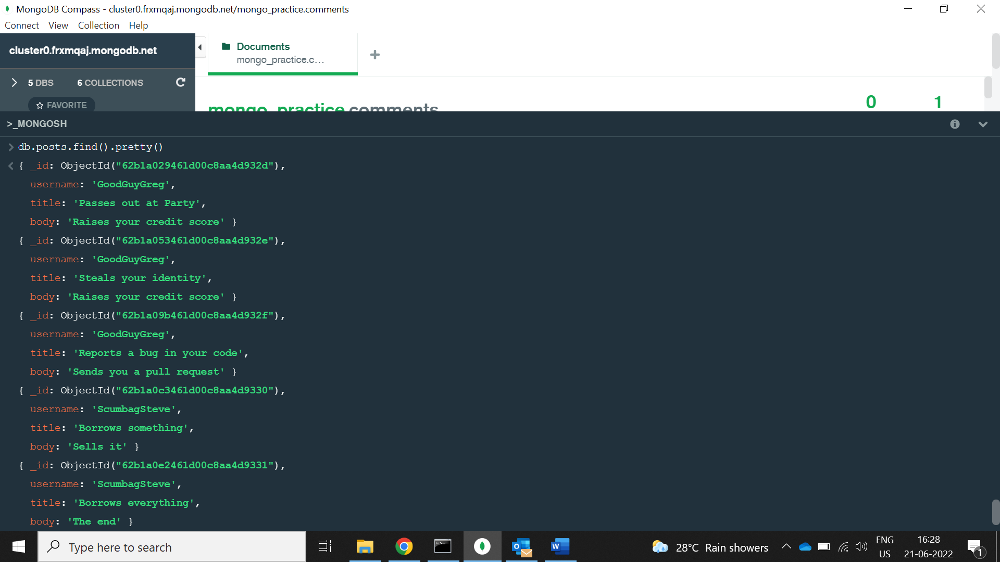 MongoDB Compass - cluster0.frxmqaj.mongodb.net/mongo_practice.comments
Connect View Collection Help
cluster0.frxmqaj.mongodb.net
Documents
mongo_practice.c...
5 DBS 6 COLLECTIONS
FAVORITE
mongo_practice.comments
0 1
>_MONGOSH
> db.posts.find().pretty()
< { _id: ObjectId("62b1a029461d00c8aa4d932d"),
username: 'GoodGuyGreg',
title: 'Passes out at Party',
body: 'Raises your credit score' }
{ _id: ObjectId("62b1a053461d00c8aa4d932e"),
username: 'GoodGuyGreg',
title: 'Steals your identity',
body: 'Raises your credit score' }
{ _id: ObjectId("62b1a09b461d00c8aa4d932f"),
username: 'GoodGuyGreg',
title: 'Reports a bug in your code',
body: 'Sends you a pull request' }
{ _id: ObjectId("62b1a0c3461d00c8aa4d9330"),
username: 'ScumbagSteve',
title: 'Borrows something',
body: 'Sells it' }
{ _id: ObjectId("62b1a0e2461d00c8aa4d9331"),
username: 'ScumbagSteve',
title: 'Borrows everything',
body: 'The end' }
Type here to search
28°C Rain showers
ENG
US
16:28
21-06-2022
1